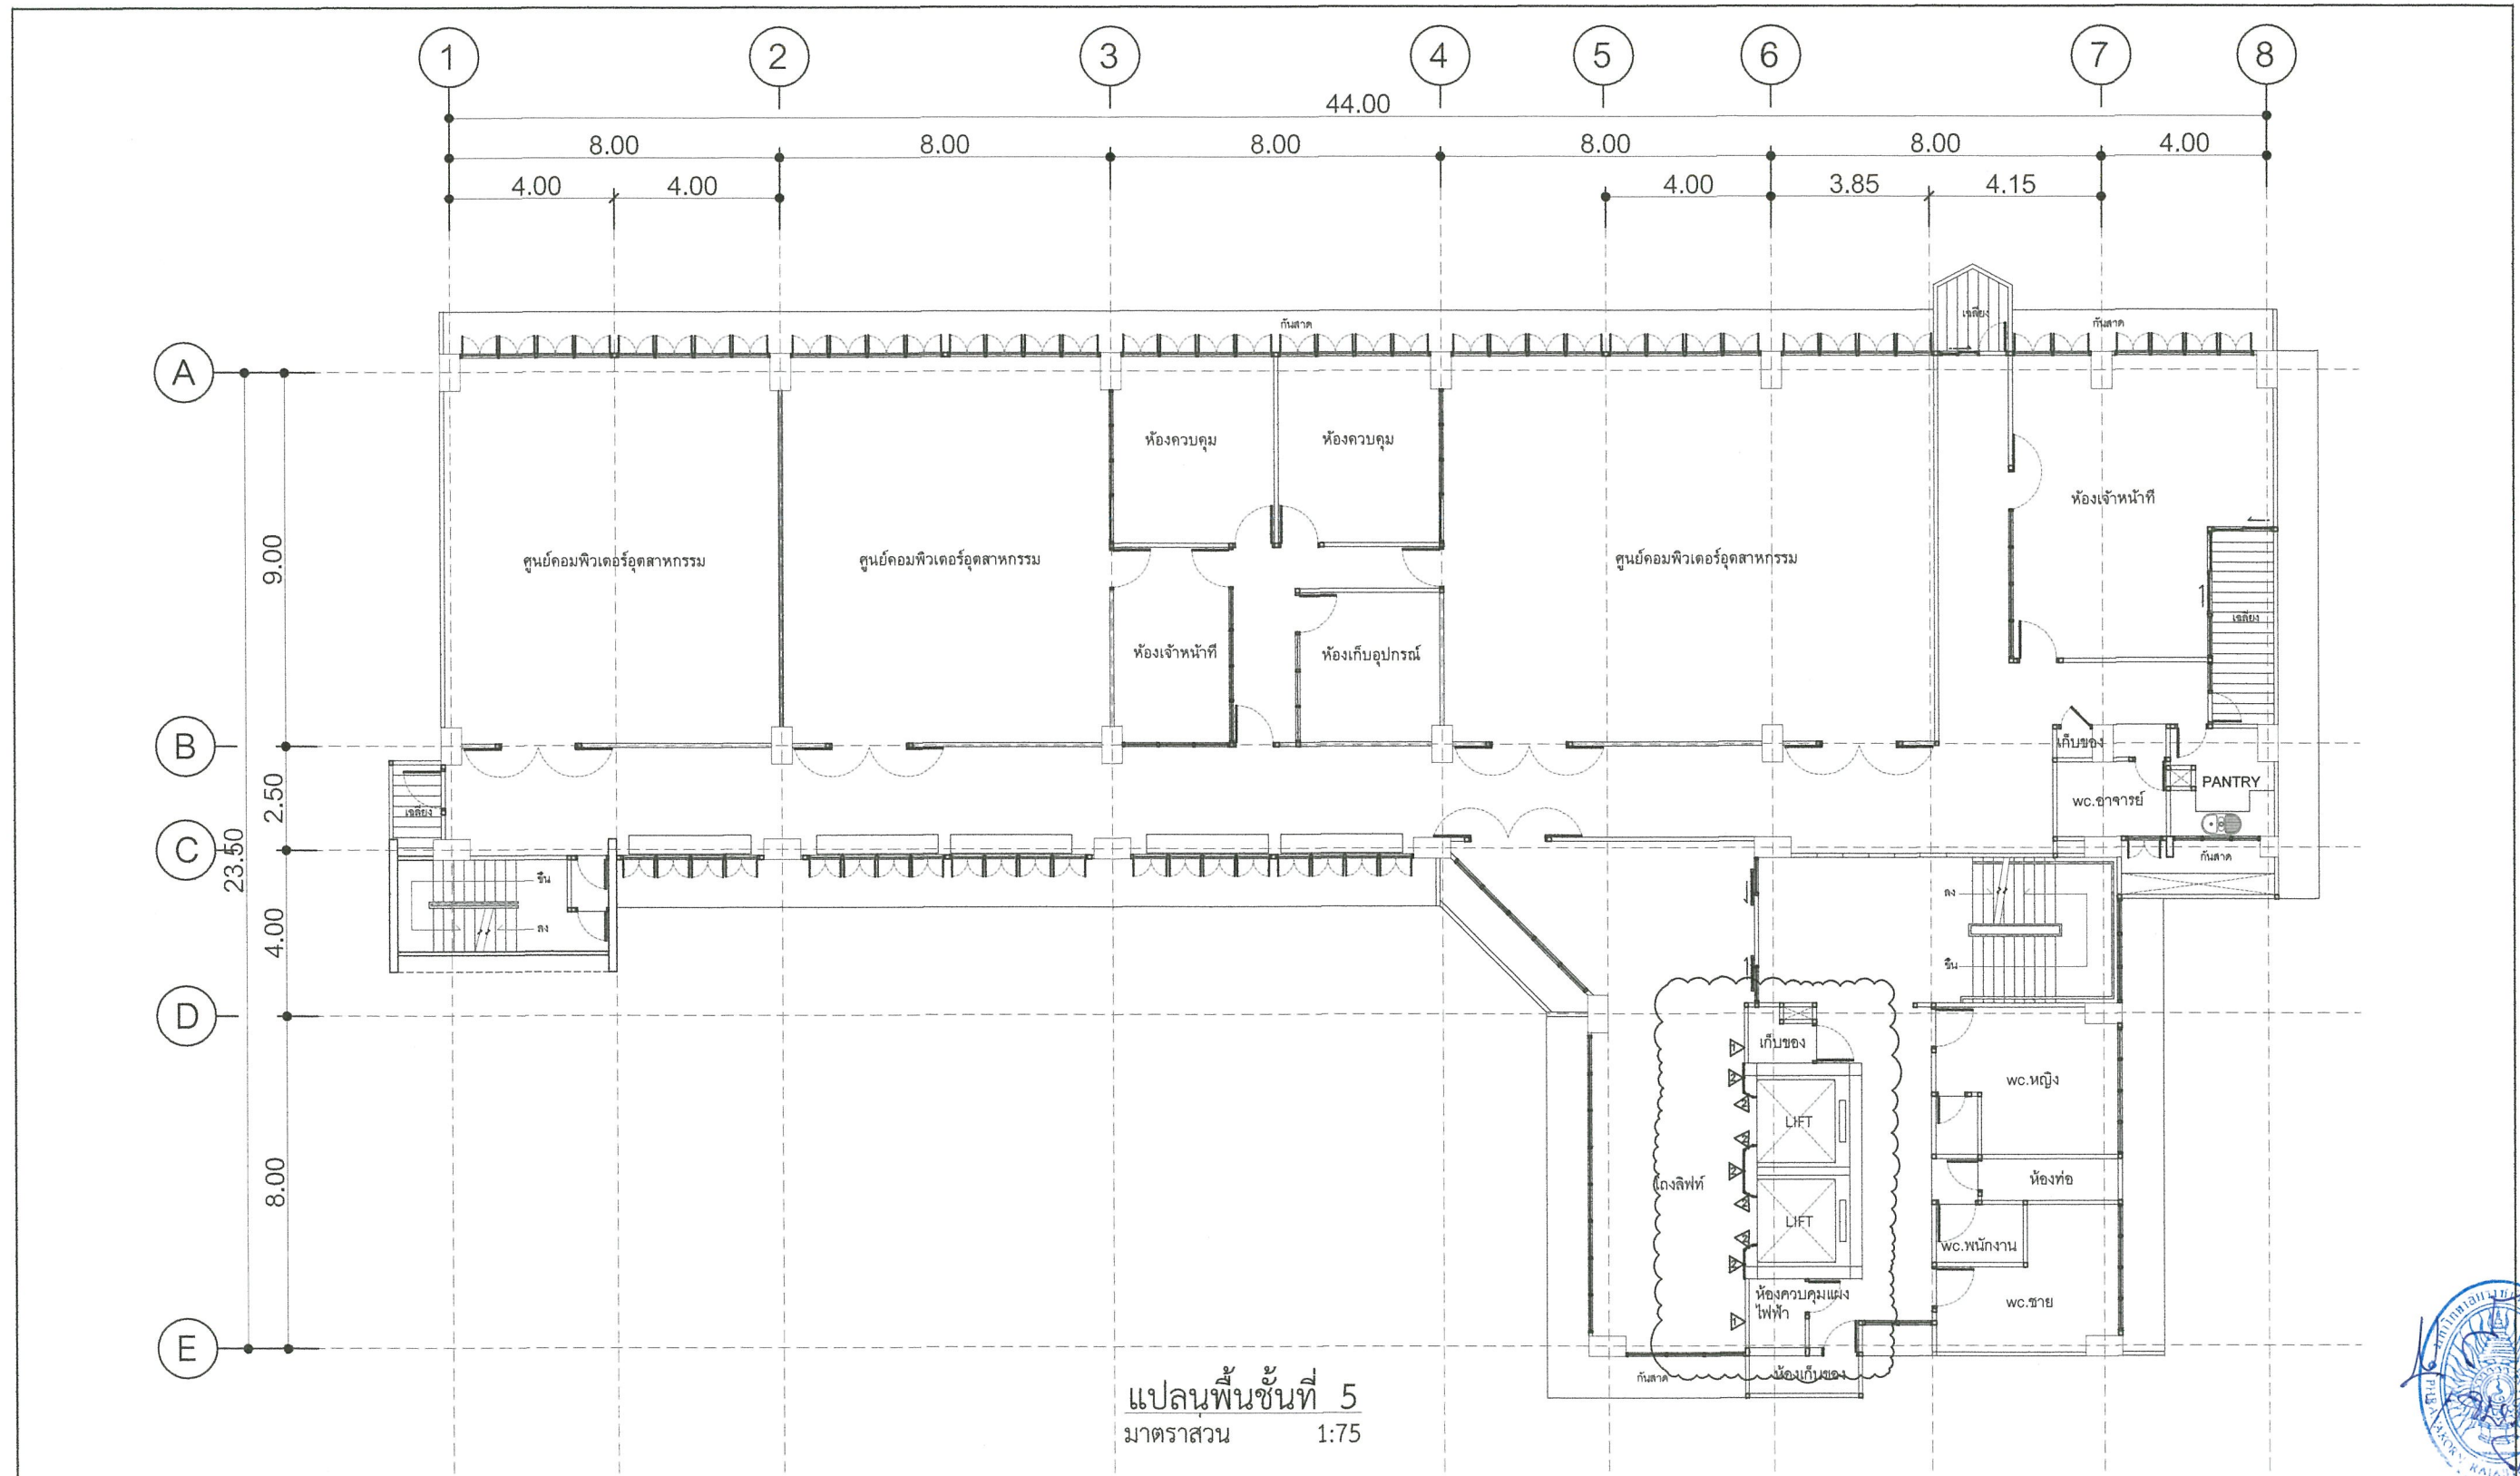 1 2 3 4 5 6 7 8
44.00
8.00 8.00 8.00 8.00 8.00 4.00
4.00 4.00 4.00 3.85 4.15
เฉลียง
กันสาด กันสาด
A
ห้องควบคุม ห้องควบคุม
ห้องเจ้าหน้าที่
9.00
ศูนย์คอมพิวเตอร์อุตสาหกรรม ศูนย์คอมพิวเตอร์อุตสาหกรรม ศูนย์คอมพิวเตอร์อุตสาหกรรม
เฉลียง
ห้องเจ้าหน้าที่ ห้องเก็บอุปกรณ์
B
เก็บของ
PANTRY
2.50
wc.อาจารย์
เฉลียง
C
23.50
กันสาด
ขึ้น
ลง
4.00
ลง
ขึ้น
D
เก็บของ
1
2
wc.หญิง
2
LIFT
2
2
ห้องท่อ
8.00
โถงลิฟท์
2
LIFT
2
wc.พนักงาน
2
ห้องควบคุมแผง
ไฟฟ้า
wc.ชาย
1
E
กันสาด
ห้องเก็บของ
แปลนพื้นชั้นที่ 5
มาตราส่วน 1:75